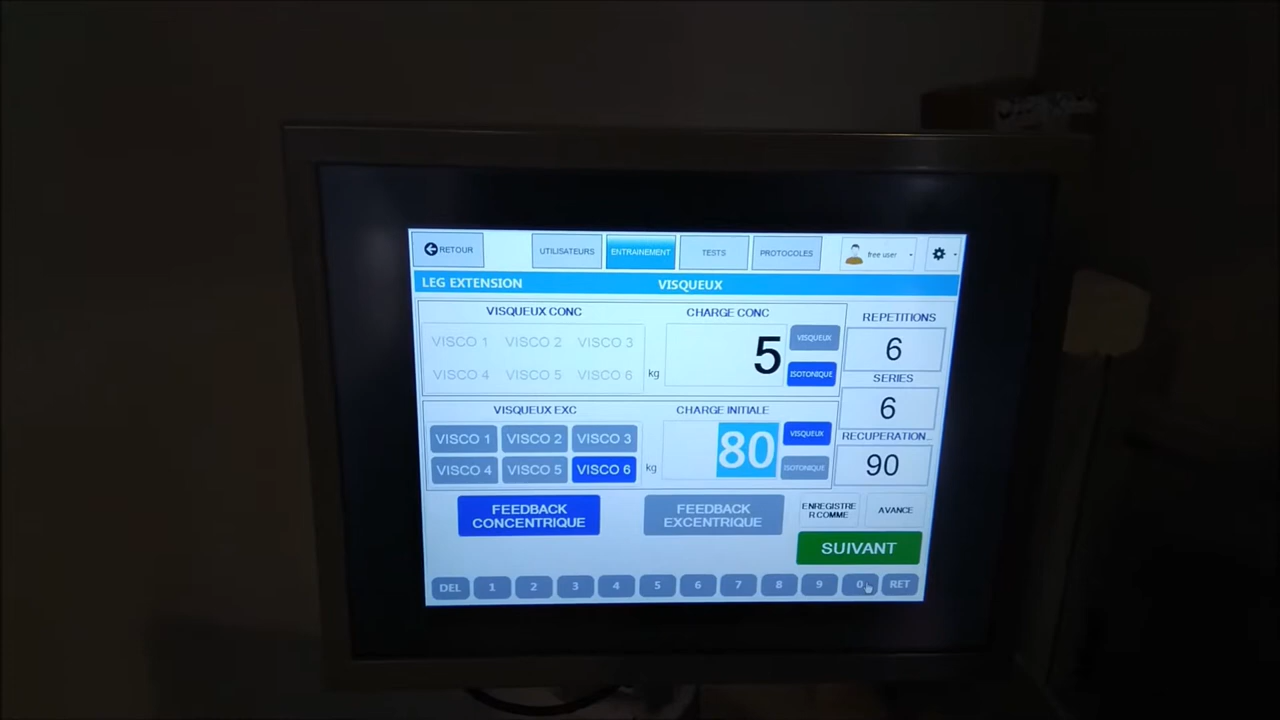 RETOUR
UTILISATEURS
ENTRAINEMENT
TESTS
PROTOCOLES
free user
LEG EXTENSION
VISQUEUX
VISQUEUX CONC
VISCO 1 VISCO 2 VISCO 3
VISCO 4 VISCO 5 VISCO 6
CHARGE CONC
kg
5
VISQUEUX
ISOTONIQUE
REPETITIONS
6
SERIES
6
RECUPERATION...
90
VISQUEUX EXC
VISCO 1 VISCO 2 VISCO 3
VISCO 4 VISCO 5 VISCO 6
CHARGE INITIALE
kg
80
VISQUEUX
ISOTONIQUE
FEEDBACK
CONCENTRIQUE
FEEDBACK
EXCENTRIQUE
ENREGISTRE
R COMME
AVANCE
SUIVANT
DEL 1 2 3 4 5 6 7 8 9 0 RET